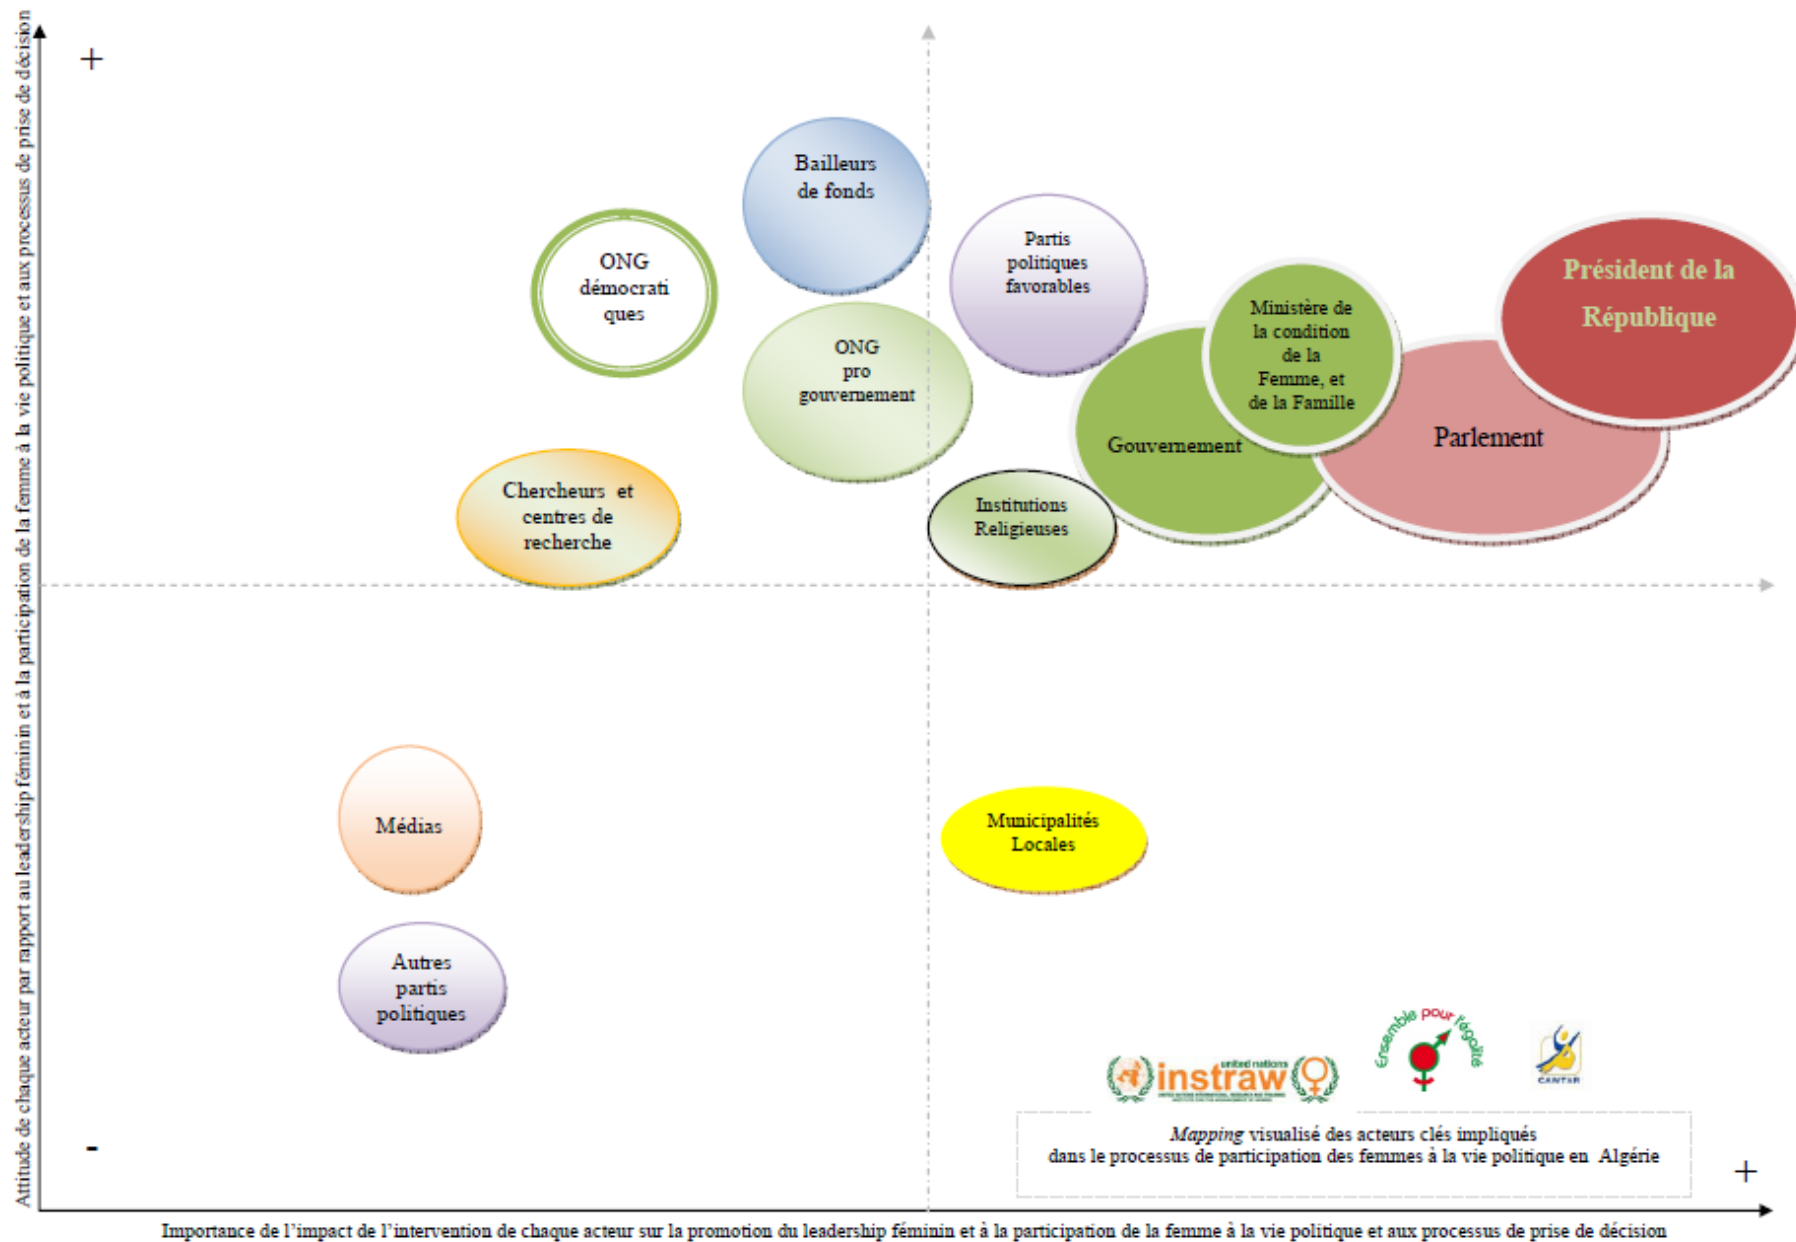 Attitude de chaque acteur par rapport au leadership féminin et à la participation de la femme à la vie politique et aux processus de prise de décision
+
Bailleurs
de fonds
ONG
démocrati
ques
Partis
politiques
favorables
Président de la
République
Ministère de
la condition
de la
Femme, et
de la Famille
ONG
pro
gouvernement
Gouvernement
Parlement
Chercheurs et
centres de
recherche
Institutions
Religieuses
Médias
Municipalités
Locales
Autres
partis
politiques
Ensemble pour l'égalité
united nations
instraw
CAWTAR
Mapping visualisé des acteurs clés impliqués
dans le processus de participation des femmes à la vie politique en Algérie
-
+
Importance de l'impact de l'intervention de chaque acteur sur la promotion du leadership féminin et à la participation de la femme à la vie politique et aux processus de prise de décision